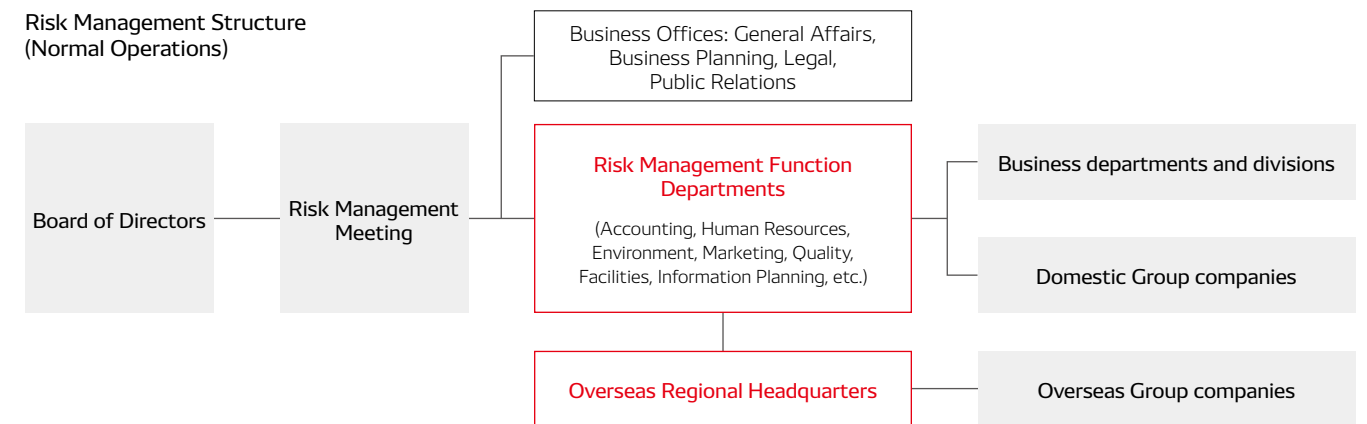 Risk Management Structure
(Normal Operations)
Business Offices: General Affairs,
Business Planning, Legal,
Public Relations
Board of Directors
Risk Management
Meeting
Risk Management Function
Departments
(Accounting, Human Resources,
Environment, Marketing, Quality,
Facilities, Information Planning, etc.)
Business departments and divisions
Domestic Group companies
Overseas Regional Headquarters
Overseas Group companies